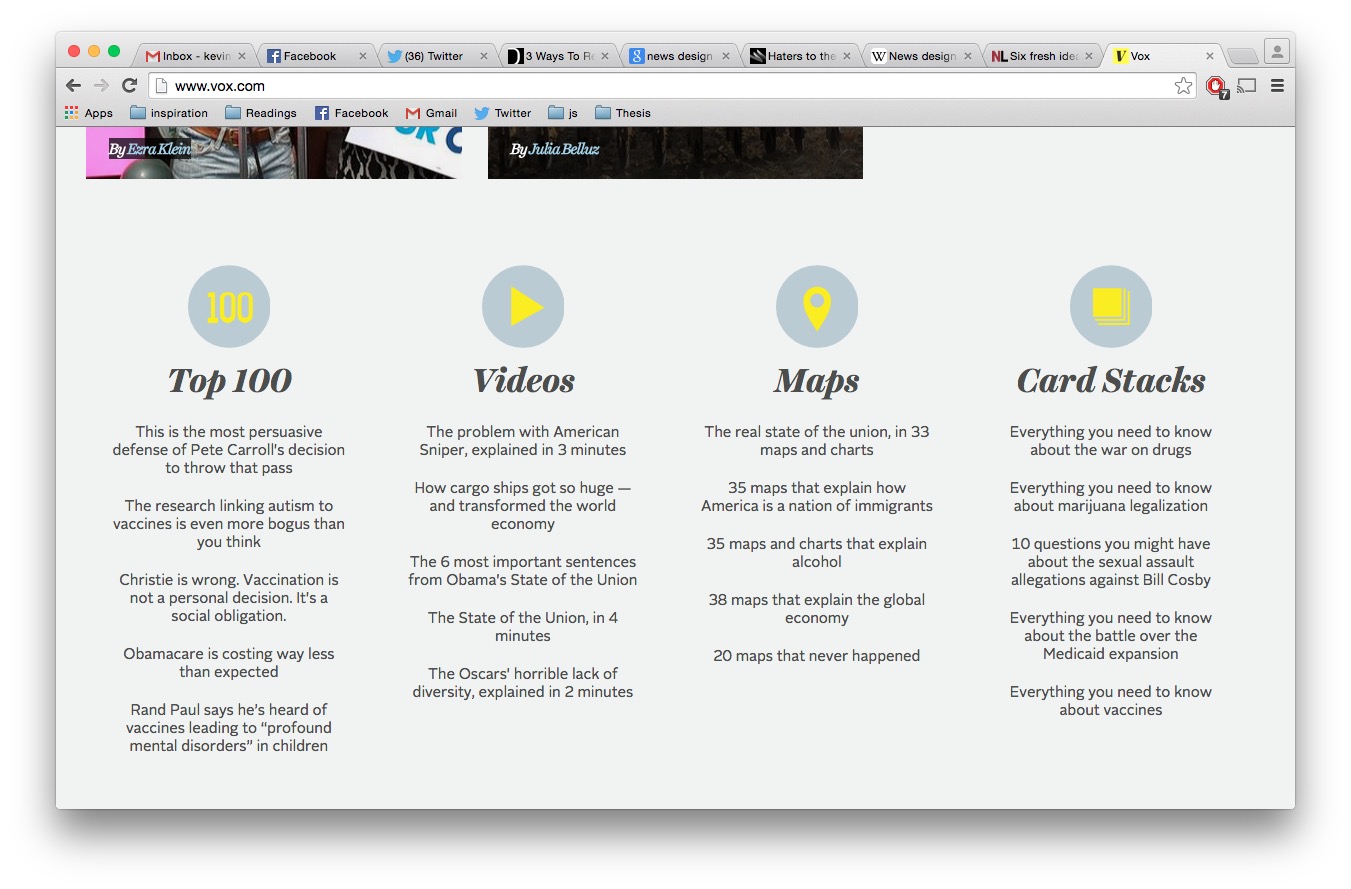 Inbox - kevin
Facebook
(36) Twitter
3 Ways To Re
news design
Haters to the
News design
Six fresh idea
Vox
www.vox.com
7
Apps
inspiration
Readings
Facebook
Gmail
Twitter
js
Thesis
OR C
By Ezra Klein
By Julia Belluz
100
Top 100
This is the most persuasive
defense of Pete Carroll's decision
to throw that pass
The research linking autism to
vaccines is even more bogus than
you think
Christie is wrong. Vaccination is
not a personal decision. It's a
social obligation.
Obamacare is costing way less
than expected
Rand Paul says he's heard of
vaccines leading to “profound
mental disorders” in children
Videos
The problem with American
Sniper, explained in 3 minutes
How cargo ships got so huge —
and transformed the world
economy
The 6 most important sentences
from Obama's State of the Union
The State of the Union, in 4
minutes
The Oscars' horrible lack of
diversity, explained in 2 minutes
Maps
The real state of the union, in 33
maps and charts
35 maps that explain how
America is a nation of immigrants
35 maps and charts that explain
alcohol
38 maps that explain the global
economy
20 maps that never happened
Card Stacks
Everything you need to know
about the war on drugs
Everything you need to know
about marijuana legalization
10 questions you might have
about the sexual assault
allegations against Bill Cosby
Everything you need to know
about the battle over the
Medicaid expansion
Everything you need to know
about vaccines